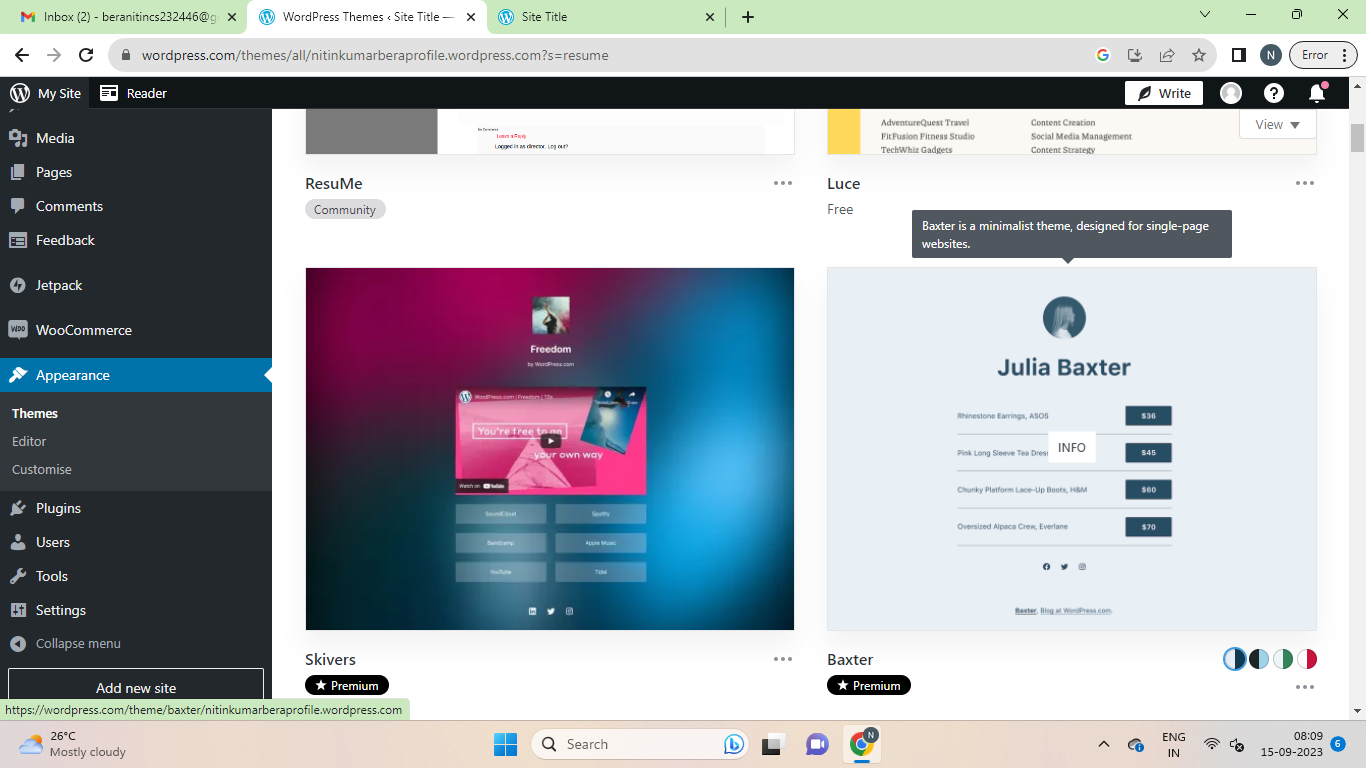 Inbox (2) - beranitincs232446@g
WordPress Themes ‹ Site Title —
Site Title
wordpress.com/themes/all/nitinkumarberaprofile.wordpress.com?s=resume
N
Error
My Site
Reader
Write
Media
Pages
Comments
Feedback
Jetpack
WooCommerce
Appearance
Themes
Editor
Customise
Plugins
Users
Tools
Settings
Collapse menu
Add new site
No Comments
Leave a Reply
Logged in as director. Log out?
ResuMe
Community
AdventureQuest Travel
Content Creation
FitFusion Fitness Studio
Social Media Management
TechWhiz Gadgets
Content Strategy
View
Luce
Free
Baxter is a minimalist theme, designed for single-page
websites.
Freedom
by WordPress.com
WordPress.com | Freedom | 15s
You're free to go
your own way
Watch on YouTube
SoundCloud
Spotify
Bandcamp
Apple Music
YouTube
Tidal
Skivers
Premium
Julia Baxter
Rhinestone Earrings, ASOS
$36
Pink Long Sleeve Tea Dress
INFO
$45
Chunky Platform Lace-Up Boots, H&M
$60
Oversized Alpaca Crew, Everlane
$70
Baxter, Blog at WordPress.com.
Baxter
Premium
https://wordpress.com/theme/baxter/nitinkumarberaprofile.wordpress.com
26°C
Mostly cloudy
Search
N
ENG
IN
08:09
15-09-2023
6